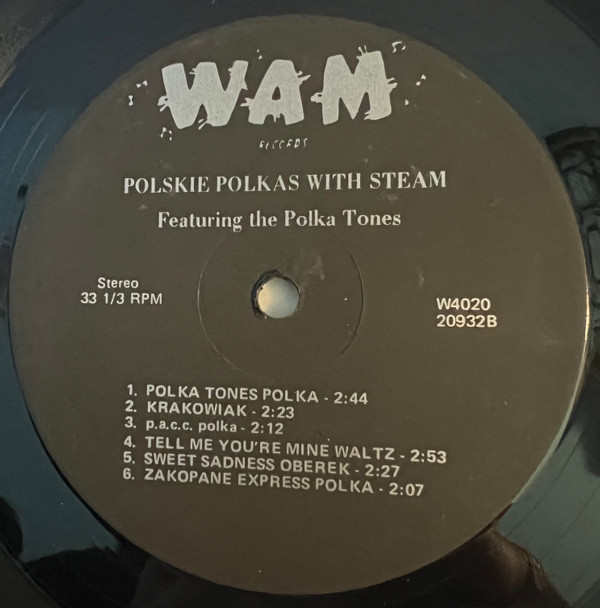 WAM
RECORDS
POLSKIE POLKAS WITH STEAM
Featuring the Polka Tones
Stereo
33 1/3 RPM
W4020
20932B
1. POLKA TONES POLKA - 2:44
2. KRAKOWIAK - 2:23
3. p.a.c.c. polka - 2:12
4. TELL ME YOU'RE MINE WALTZ - 2:53
5. SWEET SADNESS OBEREK - 2:27
6. ZAKOPANE EXPRESS POLKA - 2:07